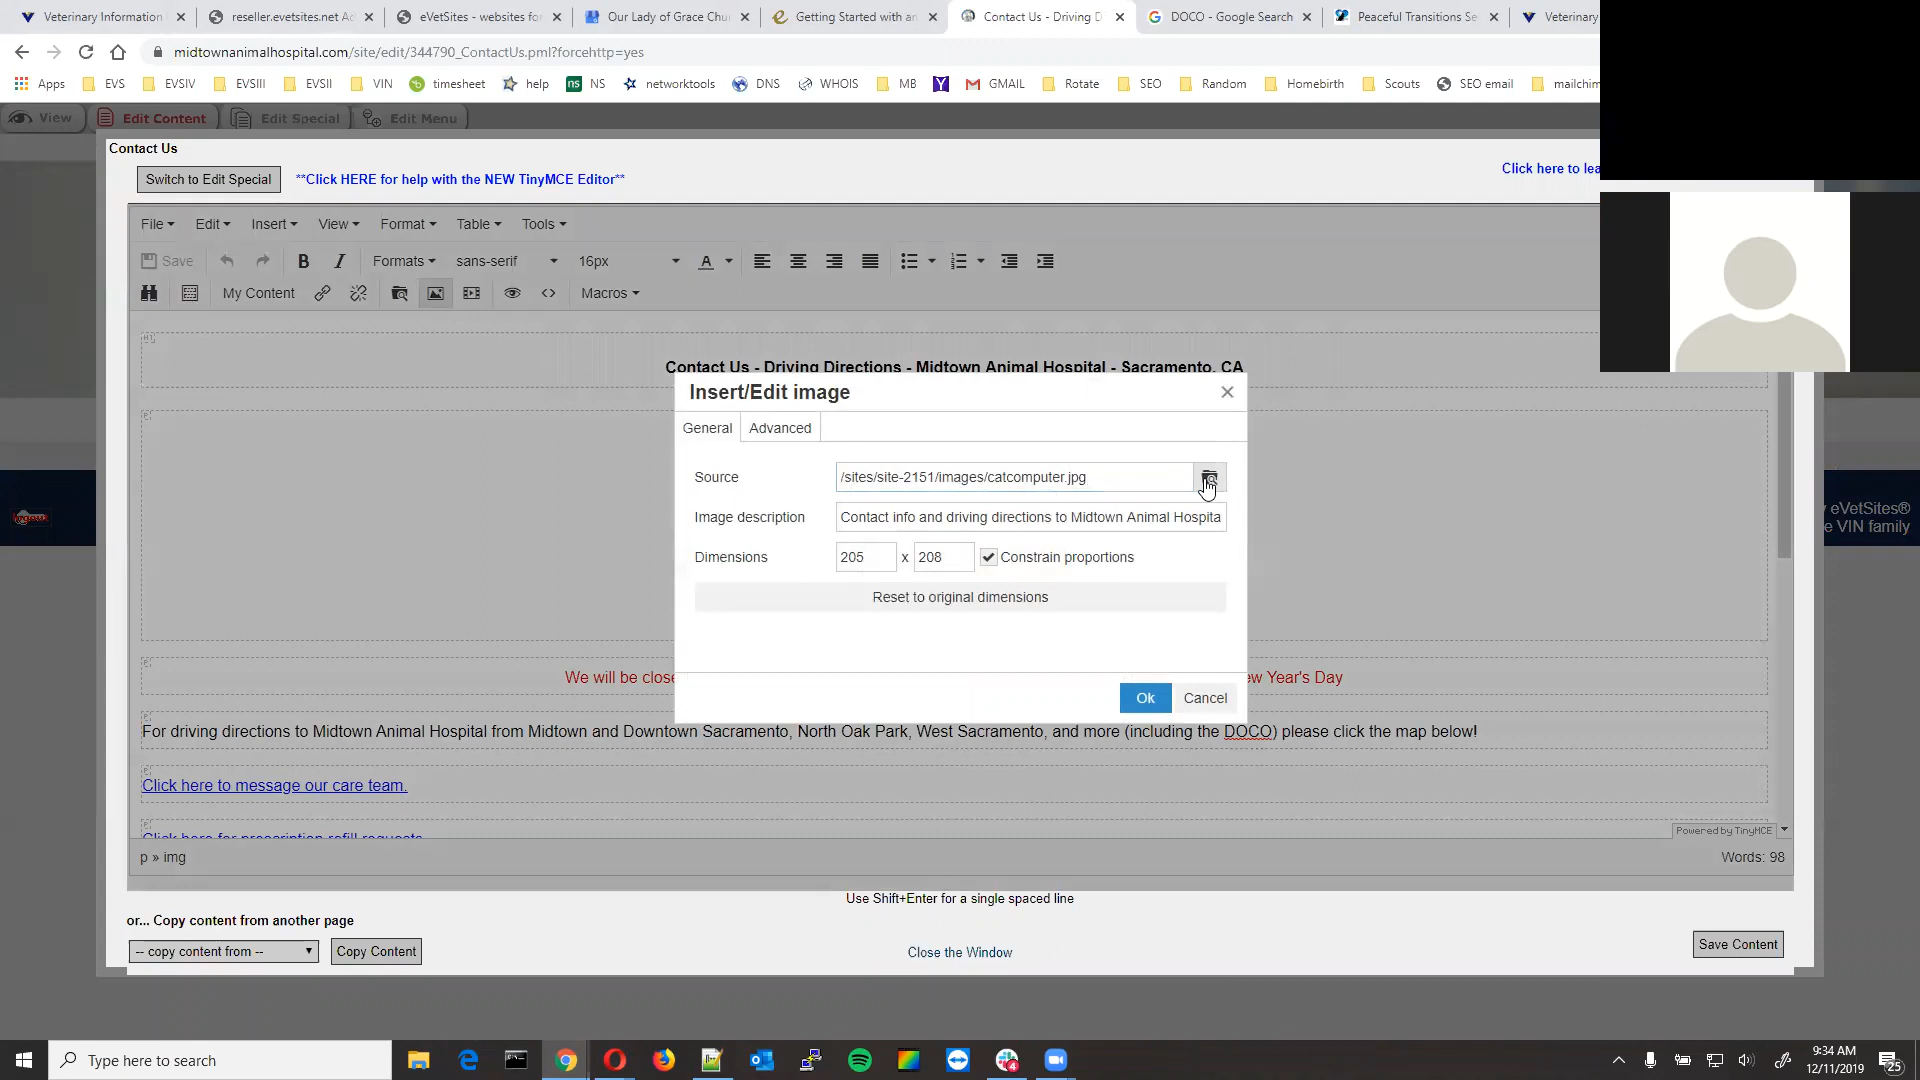 Veterinary Information
reseller.evetsites.net Ad
eVetSites - websites for
Our Lady of Grace Chu
Getting Started with an
Contact Us - Driving D
DOCO - Google Search
Peaceful Transitions Se
Veterinary
midtownanimalhospital.com/site/edit/344790_ContactUs.pml?forcehttp=yes
Apps EVS EVSIV EVSIII EVSII VIN timesheet help ns NS networktools DNS WHOIS MB GMAIL Rotate SEO Random Homebirth Scouts SEO email mailchim
View Edit Content Edit Special Edit Menu
Contact Us
Switch to Edit Special **Click HERE for help with the NEW TinyMCE Editor** Click here to lea
File Edit Insert View Format Table Tools
Save B I Formats sans-serif 16px A
My Content Macros
H1
Contact Us - Driving Directions - Midtown Animal Hospital - Sacramento, CA
P
Insert/Edit image
General Advanced
Source /sites/site-2151/images/catcomputer.jpg
Image description Contact info and driving directions to Midtown Animal Hospita
Dimensions 205 x 208 Constrain proportions
Reset to original dimensions
Ok Cancel
y eVetSites®
e VIN family
P
We will be close
ew Year's Day
P
For driving directions to Midtown Animal Hospital from Midtown and Downtown Sacramento, North Oak Park, West Sacramento, and more (including the DOCO) please click the map below!
P
Click here to message our care team.
P
Click here for prescription refill requests
Powered by TinyMCE
p » img Words: 98
Use Shift+Enter for a single spaced line
or... Copy content from another page
-- copy content from -- Copy Content
Close the Window
Save Content
Type here to search
4
9:34 AM
12/11/2019
25